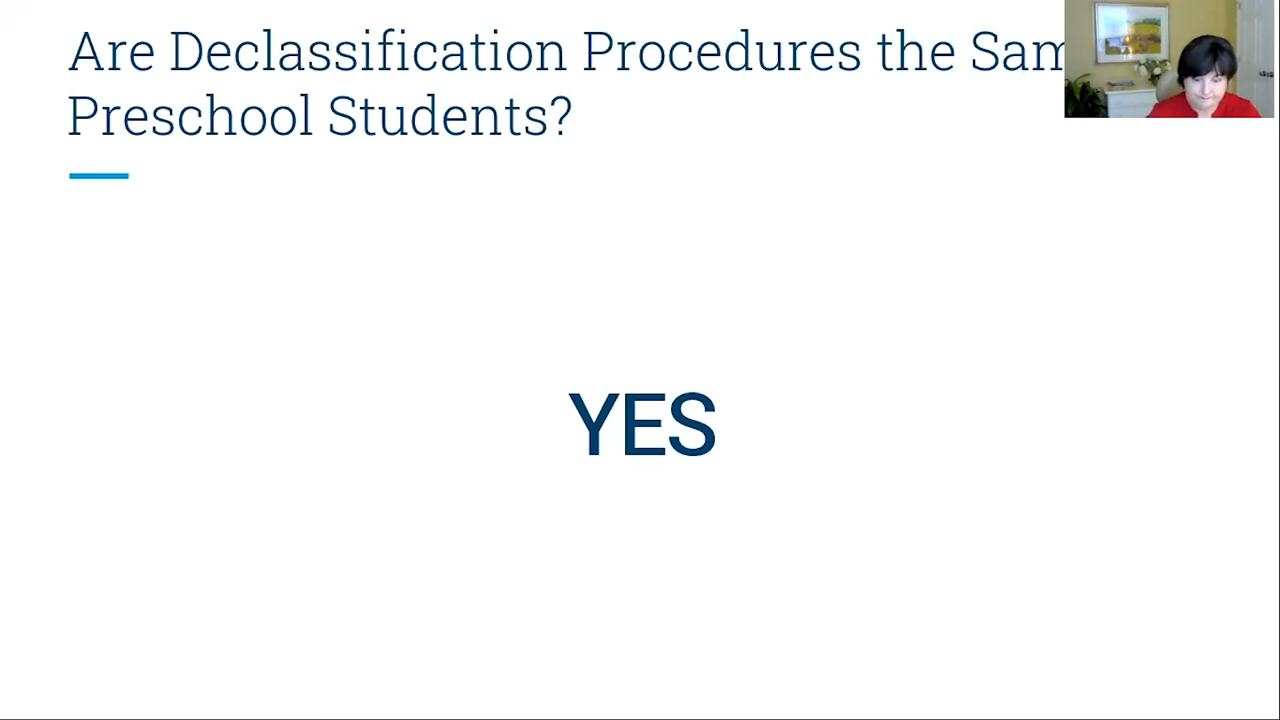 Are Declassification Procedures the Sam
Preschool Students?
YES